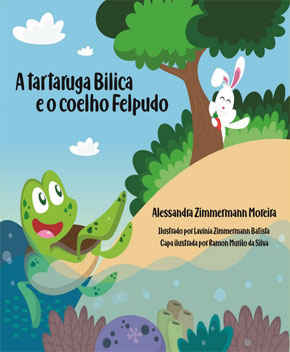 A tartaruga Bilica
e o coelho Felpudo
Alessandra Zimmermann Moreira
Ilustrado por Lavínia Zimmermann Batista
Capa ilustrada por Ramon Murilo da Silva